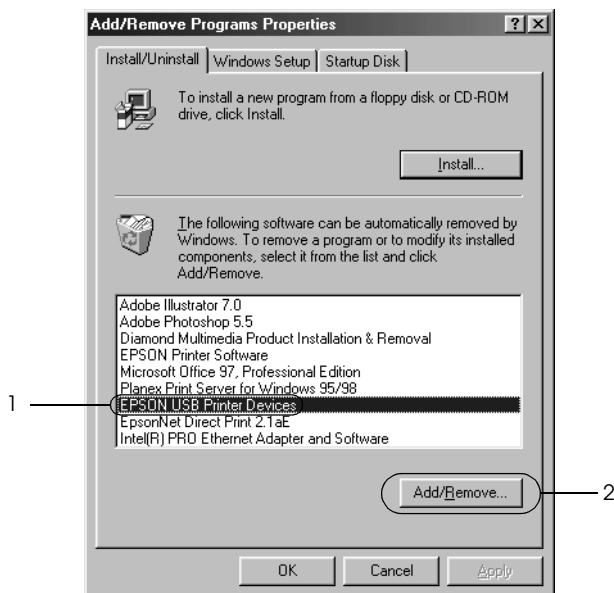 Add/Remove Programs Properties
? X
Install/Uninstall Windows Setup Startup Disk
To install a new program from a floppy disk or CD-ROM
drive, click Install.
Install...
The following software can be automatically removed by
Windows. To remove a program or to modify its installed
components, select it from the list and click
Add/Remove.
Adobe Illustrator 7.0
Adobe Photoshop 5.5
Diamond Multimedia Product Installation & Removal
EPSON Printer Software
Microsoft Office 97, Professional Edition
Planex Print Server for Windows 95/98
1 EPSON USB Printer Devices
EpsonNet Direct Print 2.1aE
Intel(R) PRO Ethernet Adapter and Software
Add/Remove... 2
OK Cancel Apply